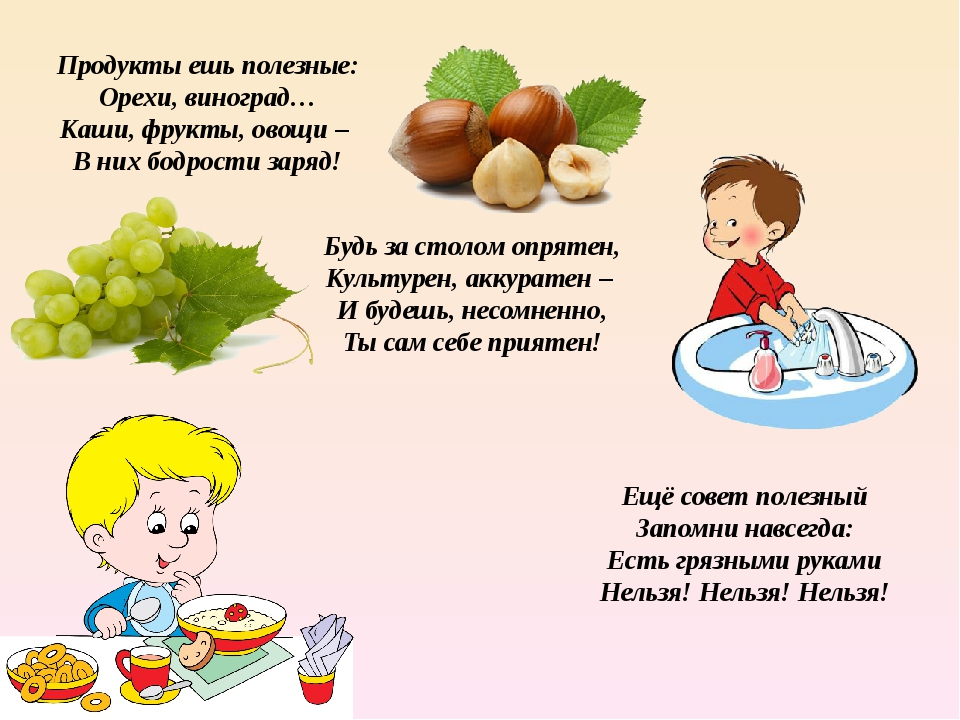 Продукты ешь полезные:
Орехи, виноград…
Каши, фрукты, овощи –
В них бодрости заряд!
Будь за столом опрятен,
Культурен, аккуратен –
И будешь, несомненно,
Ты сам себе приятен!
Ещё совет полезный
Запомни навсегда:
Есть грязными руками
Нельзя! Нельзя! Нельзя!